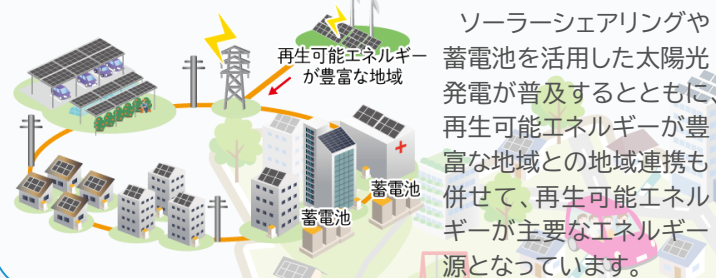 再生可能エネルギー
が豊富な地域
蓄電池
蓄電池
ソーラーシェアリングや
蓄電池を活用した太陽光
発電が普及するとともに、
再生可能エネルギーが豊
富な地域との地域連携も
併せて、再生可能エネル
ギーが主要なエネルギー
源となっています。